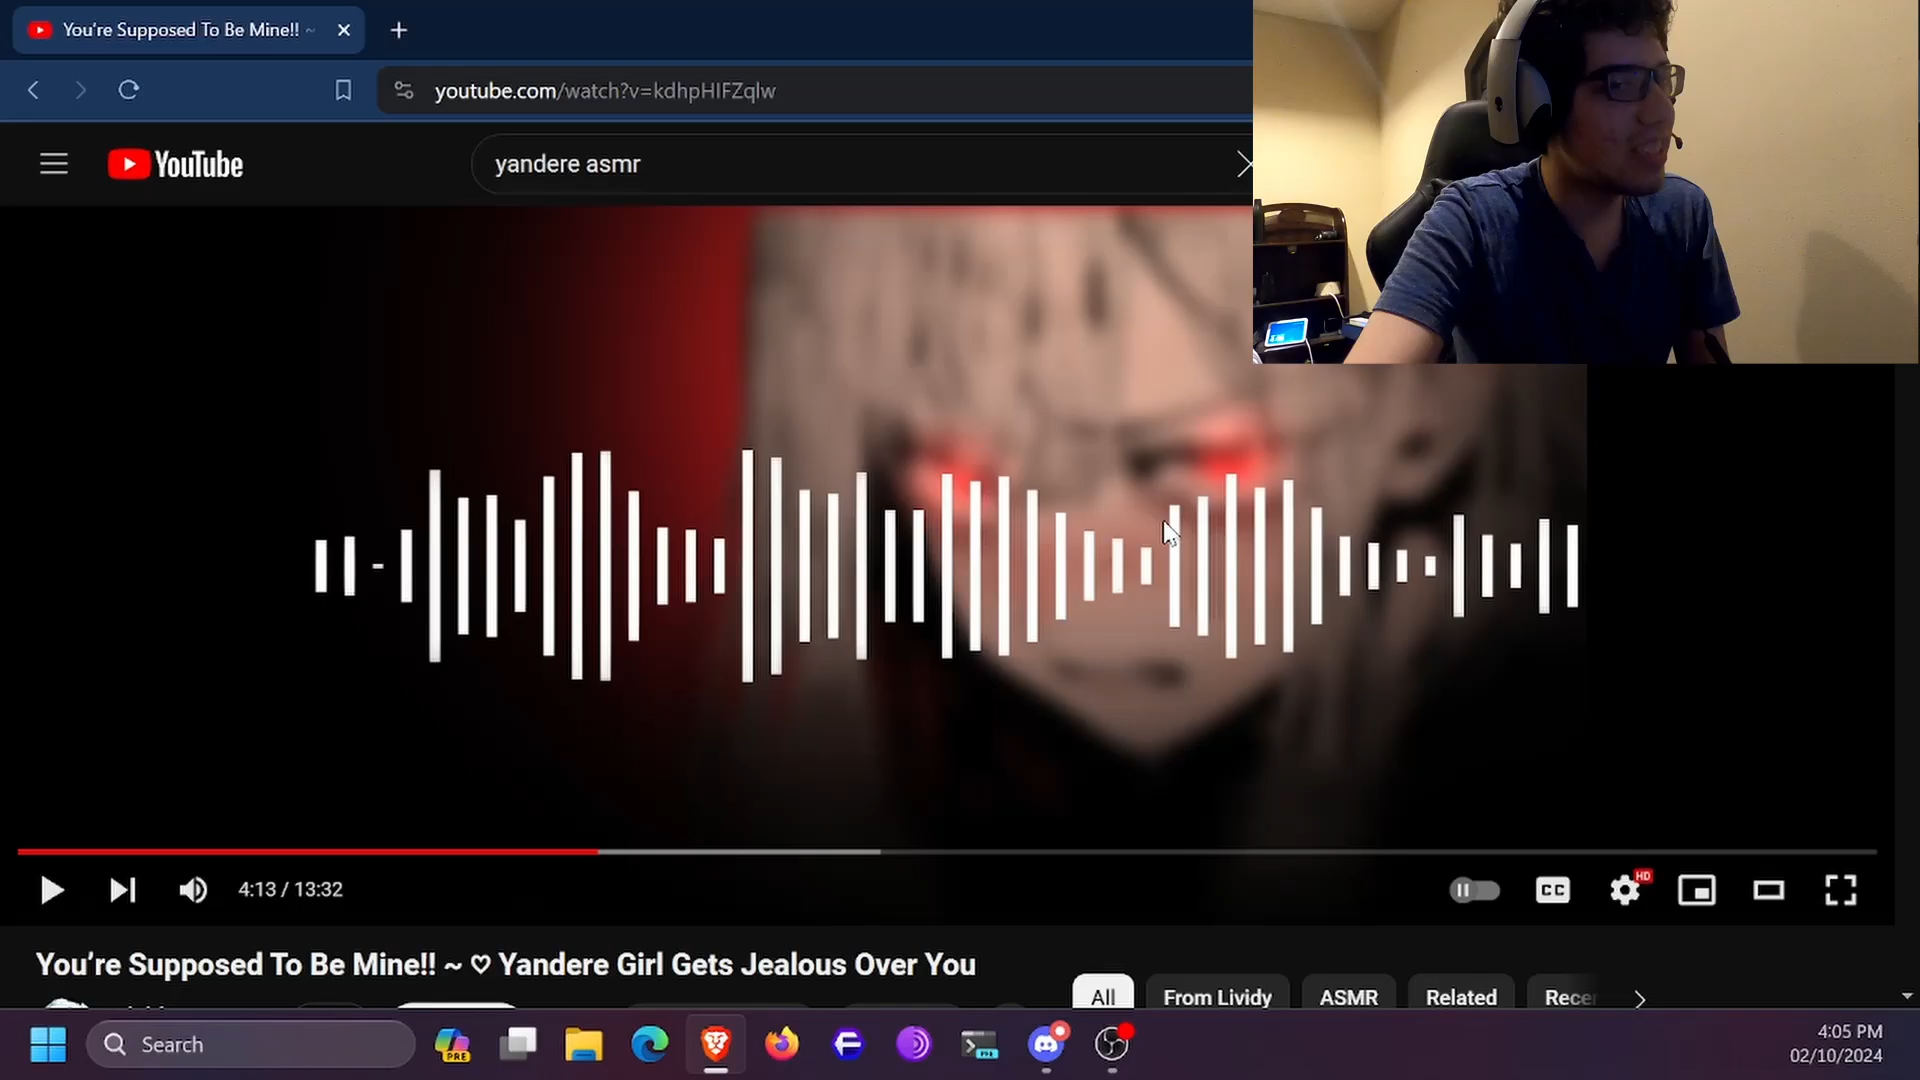 You're Supposed To Be Mine!! ~
youtube.com/watch?v=kdhpHIFZqlw
YouTube
yandere asmr
4:13 / 13:32
CC
HD
You're Supposed To Be Mine!! ~ ♡ Yandere Girl Gets Jealous Over You
All
From Lividy
ASMR
Related
Rece
Search
PRE
4:05 PM
02/10/2024